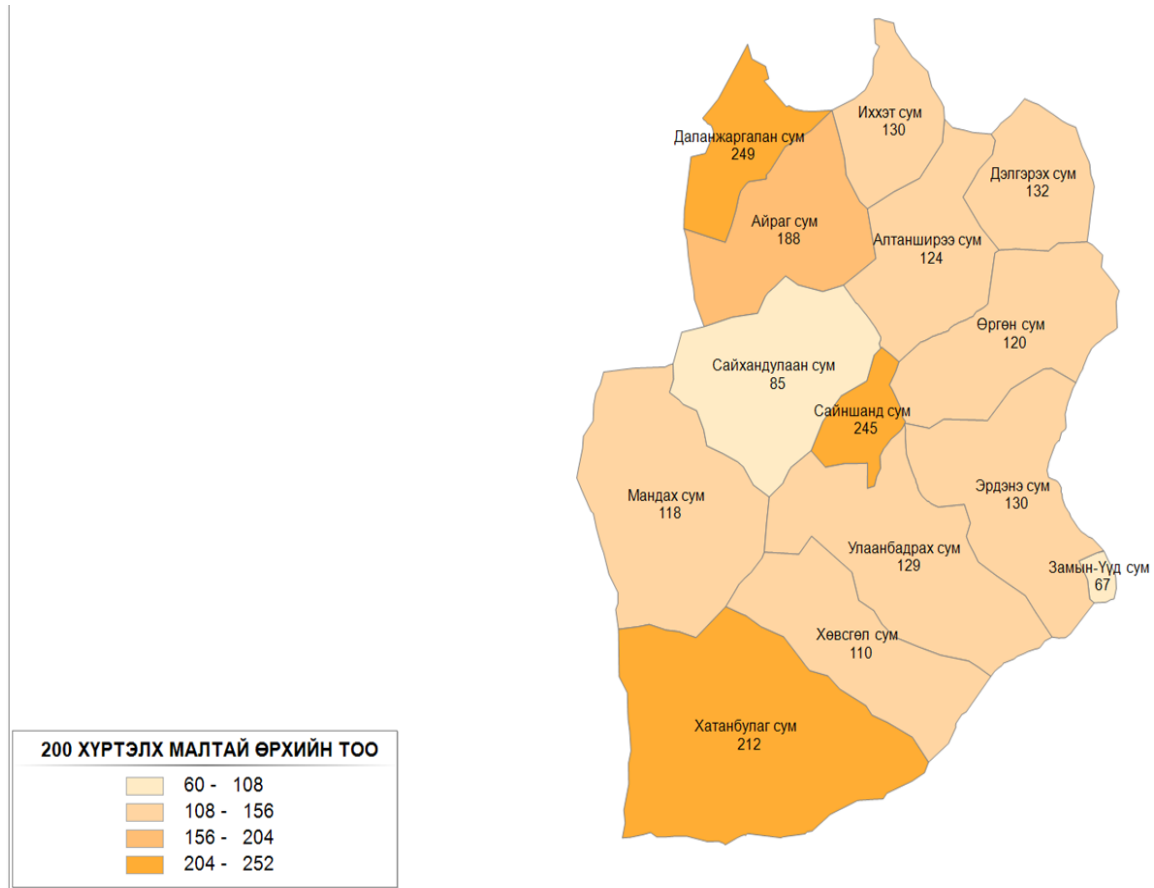 Иххэт сум
130
Даланжаргалан сум
249
Дэлгэрэх сум
132
Айраг сум
188
Алтанширээ сум
124
Өргөн сум
120
Сайхандулаан сум
85
Сайншанд сум
245
Мандах сум
118
Эрдэнэ сум
130
Улаанбадрах сум
129
Замын-Үүд сум
67
Хөвсгөл сум
110
Хатанбулаг сум
212
200 ХҮРТЭЛХ МАЛТАЙ ӨРХИЙН ТОО
60 - 108
108 - 156
156 - 204
204 - 252